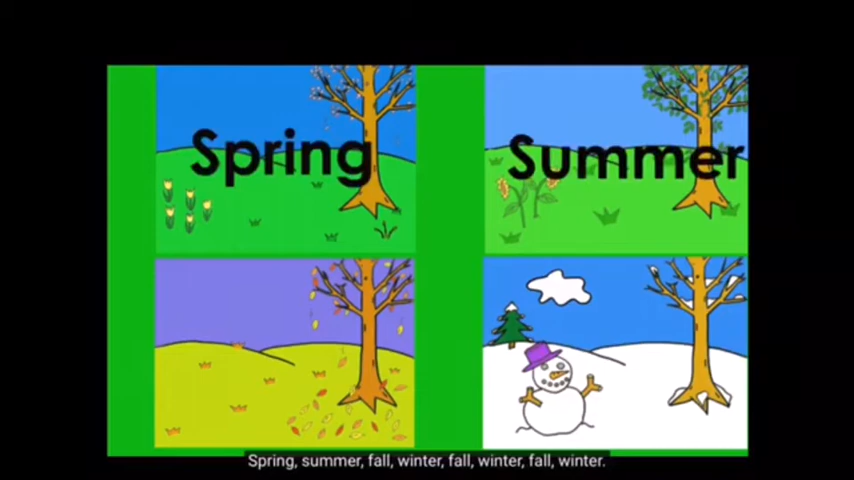 Spring
Summer
Spring, summer, fall, winter, fall, winter, fall, winter.